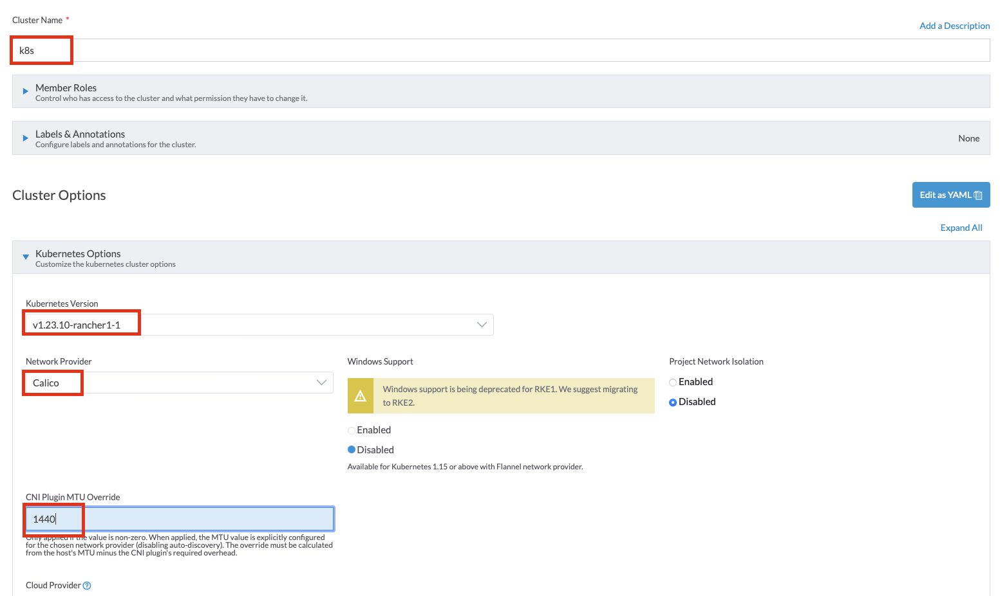 Cluster Name *
Add a Description
k8s
Member Roles
Control who has access to the cluster and what permission they have to change it.
Labels & Annotations
Configure labels and annotations for the cluster.
None
Cluster Options
Edit as YAML
Expand All
Kubernetes Options
Customize the kubernetes cluster options
Kubernetes Version
v1.23.10-rancher1-1
Network Provider
Calico
Windows Support
Windows support is being deprecated for RKE1. We suggest migrating
to RKE2.
Enabled
Disabled
Available for Kubernetes 1.15 or above with Flannel network provider.
Project Network Isolation
Enabled
Disabled
CNI Plugin MTU Override
1440
Only applied if the value is non-zero. When applied, the MTU value is explicitly configured
for the chosen network provider (disabling auto-discovery). The override must be calculated
from the host's MTU minus the CNI plugin's required overhead.
Cloud Provider ?